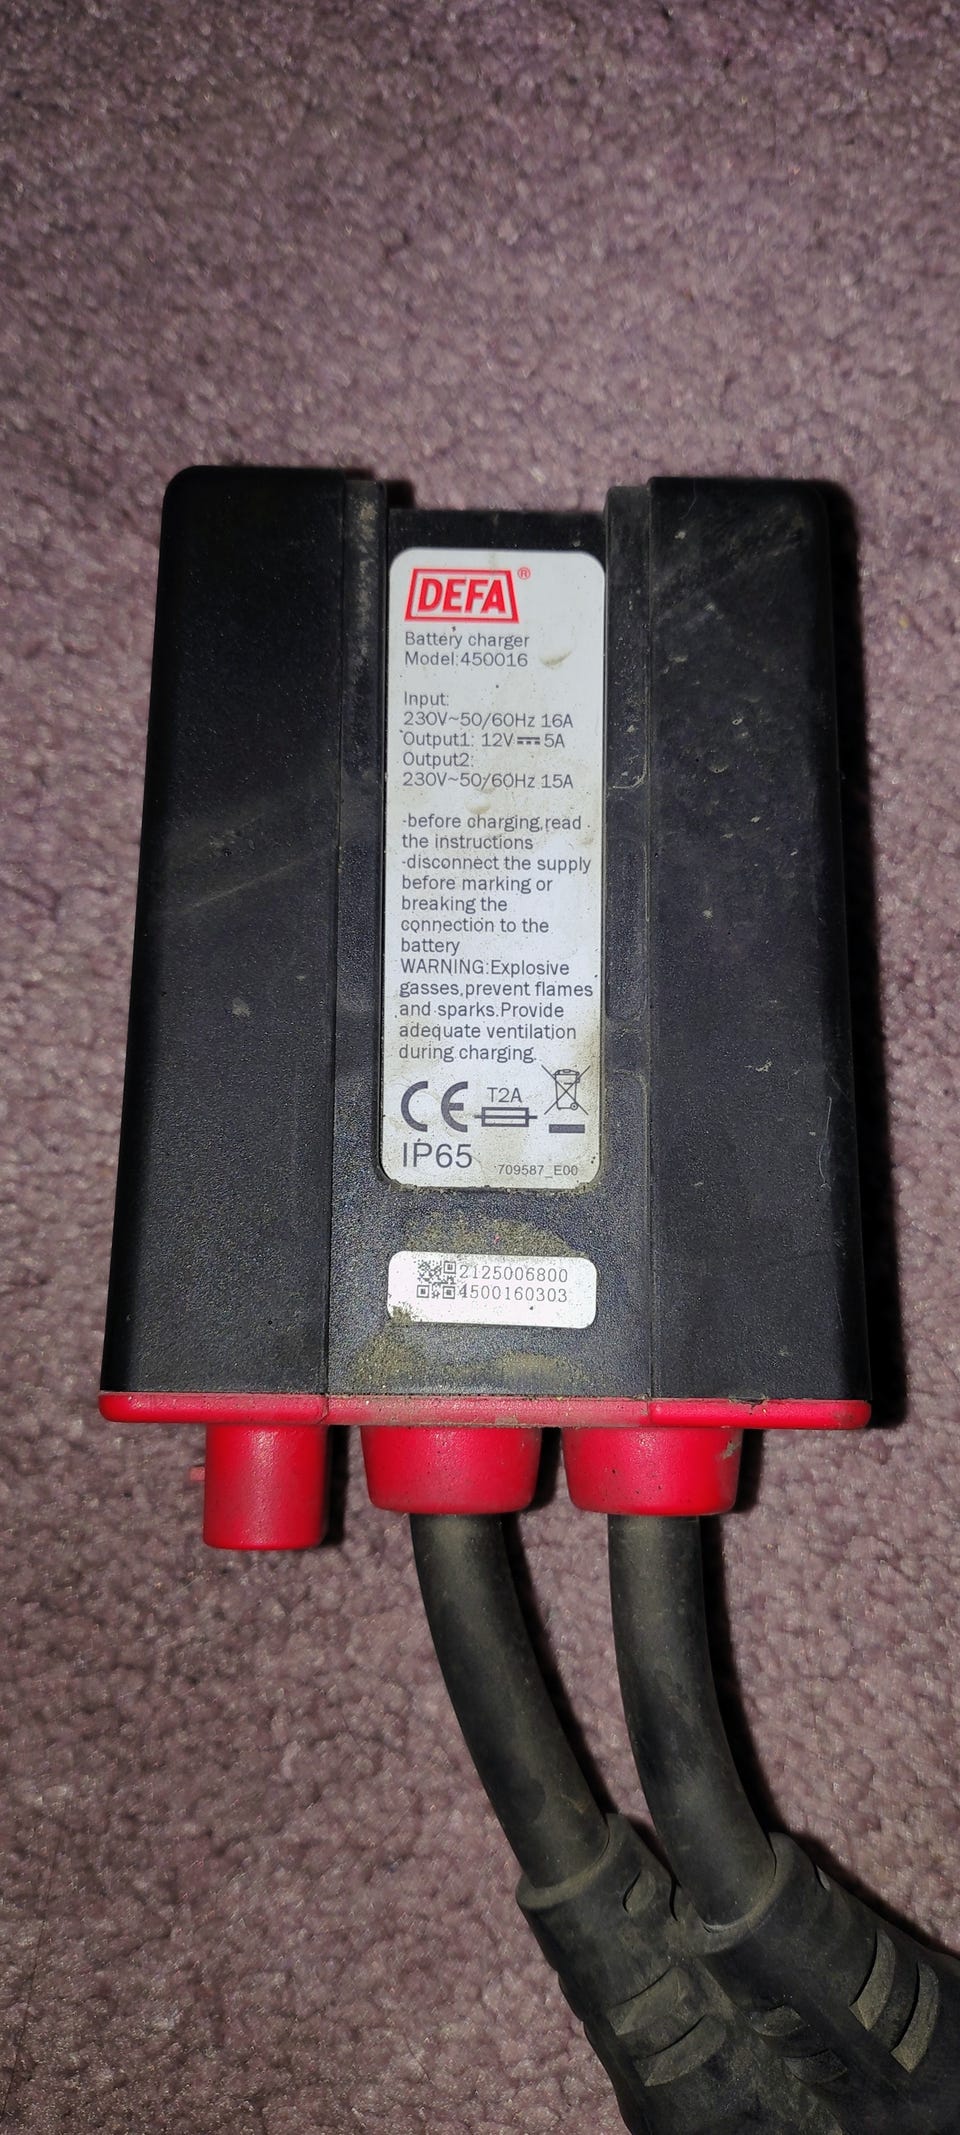 DEFA®
Battery charger
Model:450016
Input:
230V~50/60Hz 16A
Output1: 12V⎓5A
Output2:
230V~50/60Hz 15A
-before charging,read
the instructions
-disconnect the supply
before marking or
breaking the
connection to the
battery
WARNING:Explosive
gasses,prevent flames
and sparks.Provide
adequate ventilation
during charging.
CE T2A
IP65 709587_E00
2125006800
4500160303